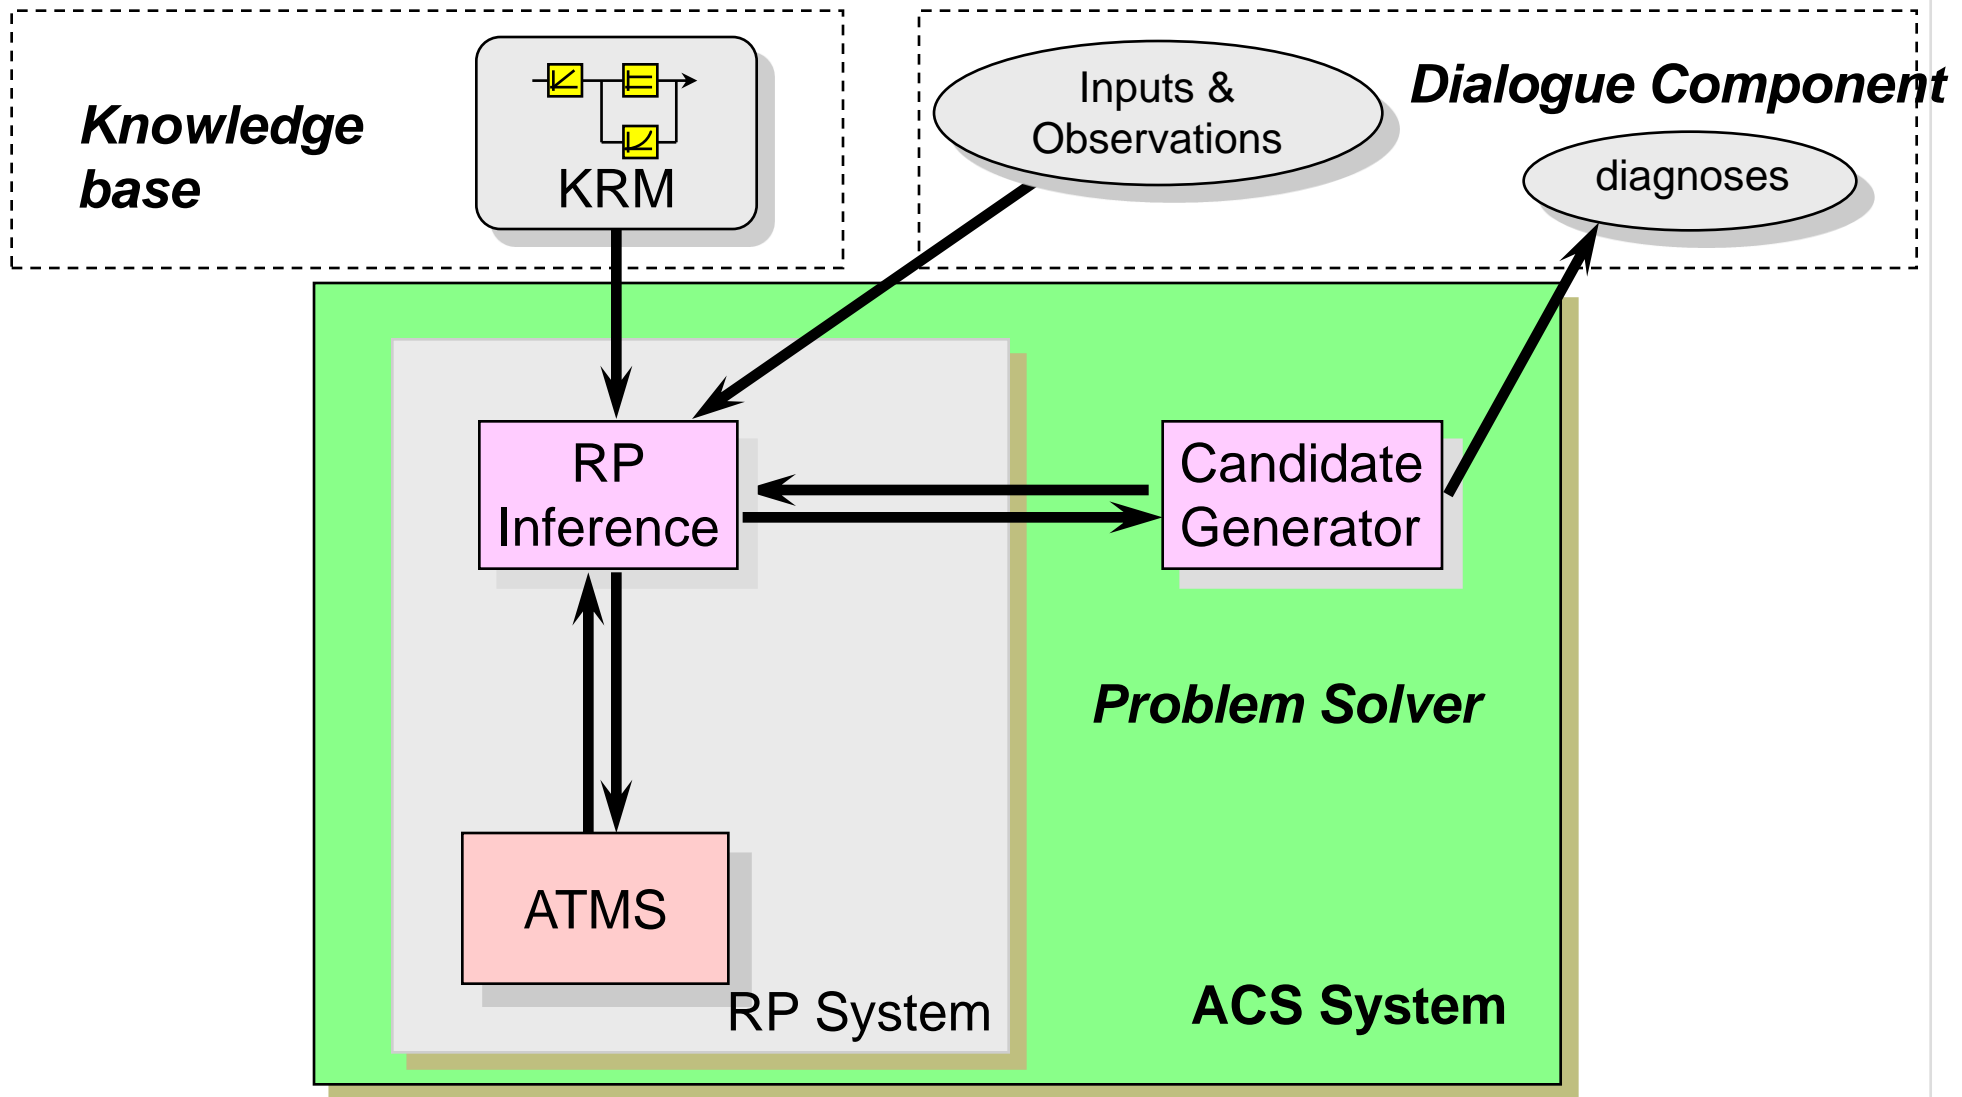 Knowledge
base
KRM
Inputs &
Observations
Dialogue Component
diagnoses
RP
Inference
Candidate
Generator
Problem Solver
ATMS
RP System
ACS System